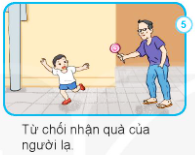 5
Từ chối nhận quà của
người lạ.